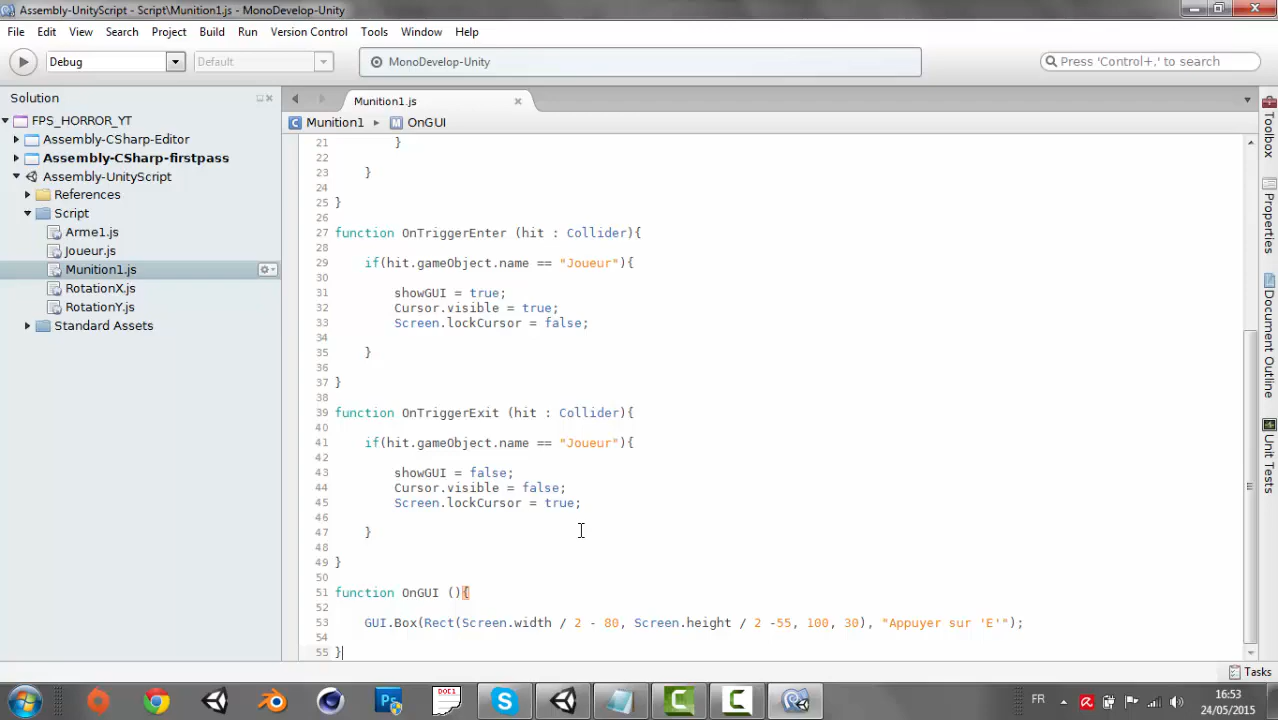 Assembly-UnityScript - Script\Munition1.js - MonoDevelop-Unity
File Edit View Search Project Build Run Version Control Tools Window Help
Debug Default MonoDevelop-Unity Press 'Control+,' to search
Solution
FPS_HORROR_YT
Assembly-CSharp-Editor
Assembly-CSharp-firstpass
Assembly-UnityScript
References
Script
Arme1.js
Joueur.js
Munition1.js
RotationX.js
RotationY.js
Standard Assets
Munition1.js
Munition1 OnGUI
21 }
22
23 }
24
25 }
26
27 function OnTriggerEnter (hit : Collider){
28
29 if(hit.gameObject.name == "Joueur"){
30
31 showGUI = true;
32 Cursor.visible = true;
33 Screen.lockCursor = false;
34
35 }
36
37 }
38
39 function OnTriggerExit (hit : Collider){
40
41 if(hit.gameObject.name == "Joueur"){
42
43 showGUI = false;
44 Cursor.visible = false;
45 Screen.lockCursor = true;
46
47 }
48
49 }
50
51 function OnGUI (){
52
53 GUI.Box(Rect(Screen.width / 2 - 80, Screen.height / 2 -55, 100, 30), "Appuyer sur 'E'");
54
55 }
Toolbox
Properties
Document Outline
Unit Tests
Tasks
FR
16:53
24/05/2015